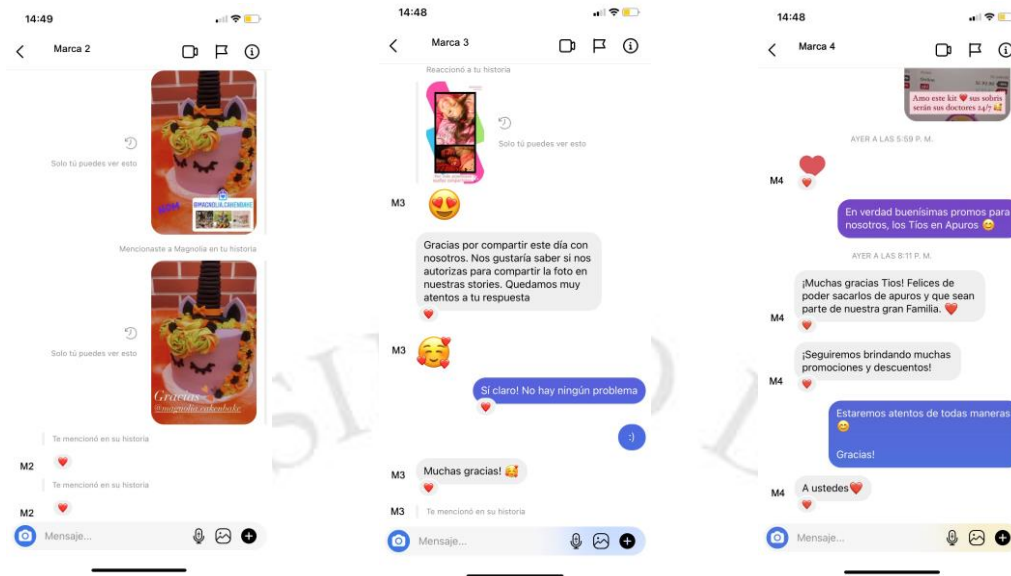 14:49
Marca 2
Solo tú puedes ver esto
@MAGNOLIA.CAKENBAKE
Mencionaste a Magnolia en tu historia
Solo tú puedes ver esto
Gracias
@magnolia.cakenbake
Te mencionó en su historia
M2
Te mencionó en su historia
M2
Mensaje...
14:48
Marca 3
Reaccionó a tu historia
Solo tú puedes ver esto
M3
Gracias por compartir este día con
nosotros. Nos gustaría saber si nos
autorizas para compartir la foto en
nuestras stories. Quedamos muy
atentos a tu respuesta
M3
Sí claro! No hay ningún problema
:)
M3
Muchas gracias!
M3
Te mencionó en su historia
Mensaje...
14:48
Marca 4
Amo este kit ❤️ sus sobris
serán sus doctores 24/7
AYER A LAS 5:59 P. M.
M4
En verdad buenísimas promos para
nosotros, los Tíos en Apuros 😊
AYER A LAS 8:11 P. M.
¡Muchas gracias Tios! Felices de
poder sacarlos de apuros y que sean
parte de nuestra gran Familia. ❤️
M4
¡Seguiremos brindando muchas
promociones y descuentos!
M4
Estaremos atentos de todas maneras
😊
Gracias!
M4
A ustedes❤️
Mensaje...